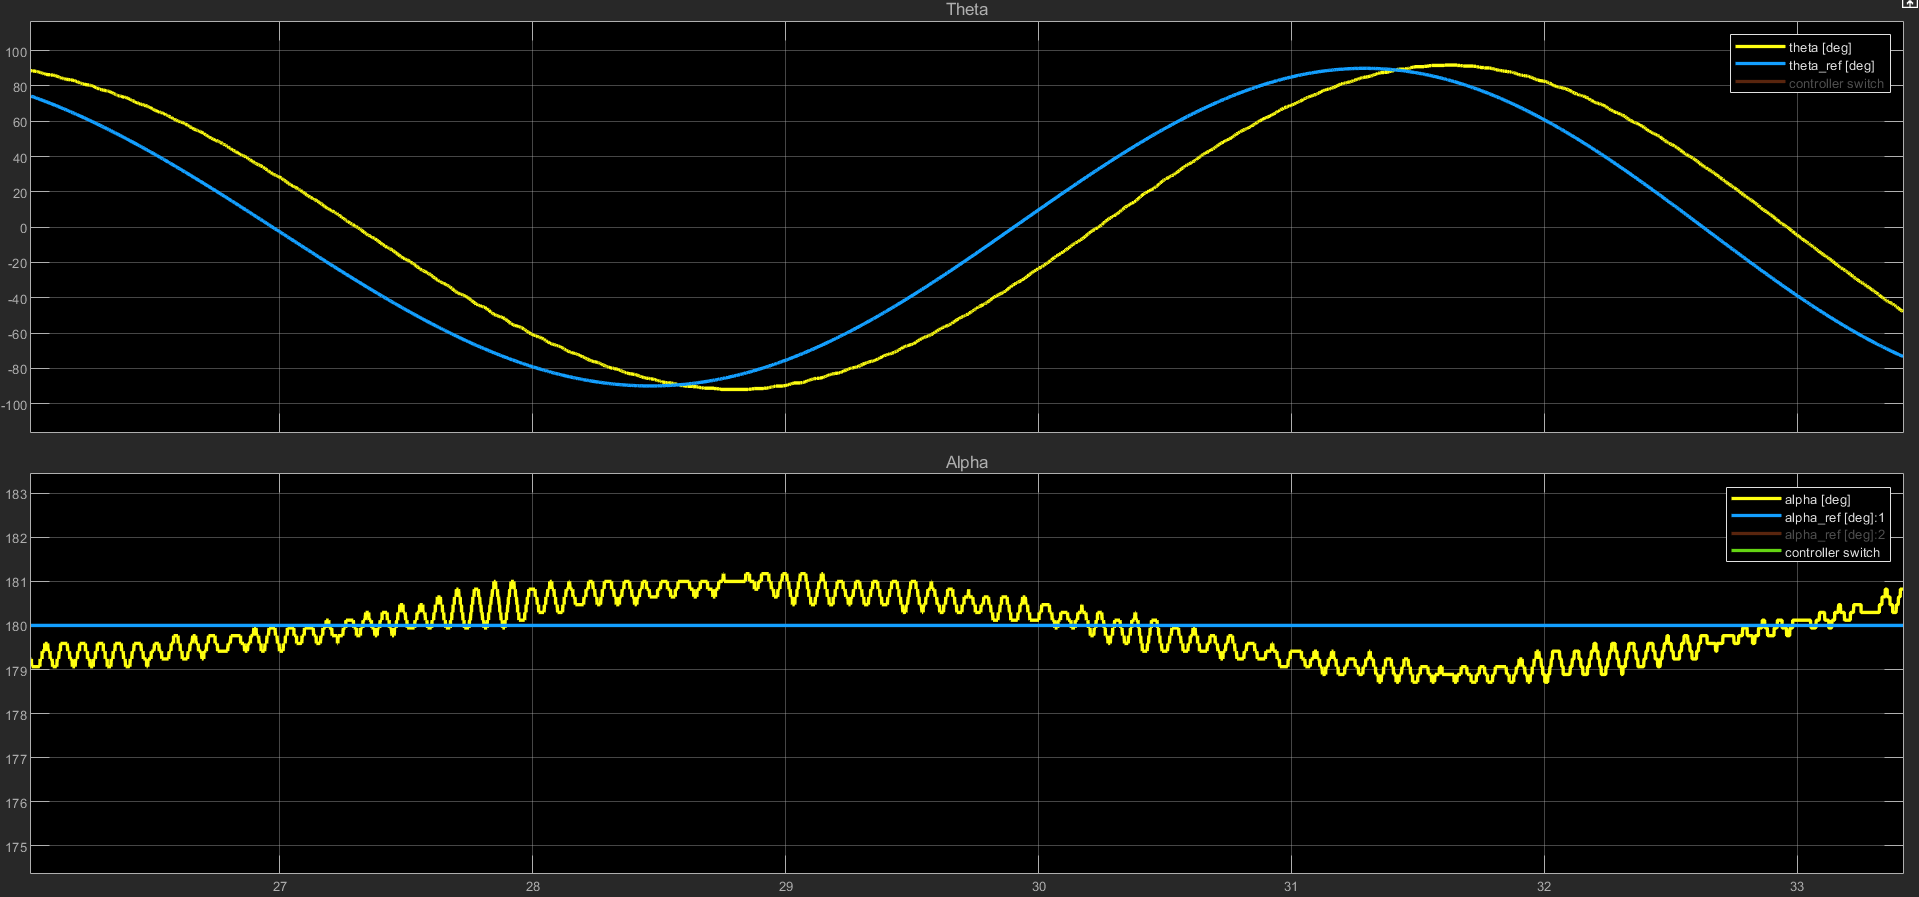 Theta
100
80
60
40
20
0
-20
-40
-60
-80
-100
theta [deg]
theta_ref [deg]
controller switch
Alpha
183
182
181
180
179
178
177
176
175
alpha [deg]
alpha_ref [deg]:1
alpha_ref [deg]:2
controller switch
27 28 29 30 31 32 33